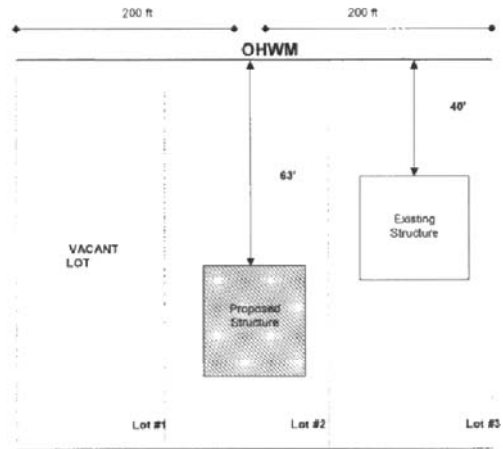 200 ft
200 ft
OHWM
40'
63'
Existing
Structure
VACANT
LOT
Proposed
Structure
Lot #1
Lot #2
Lot #3